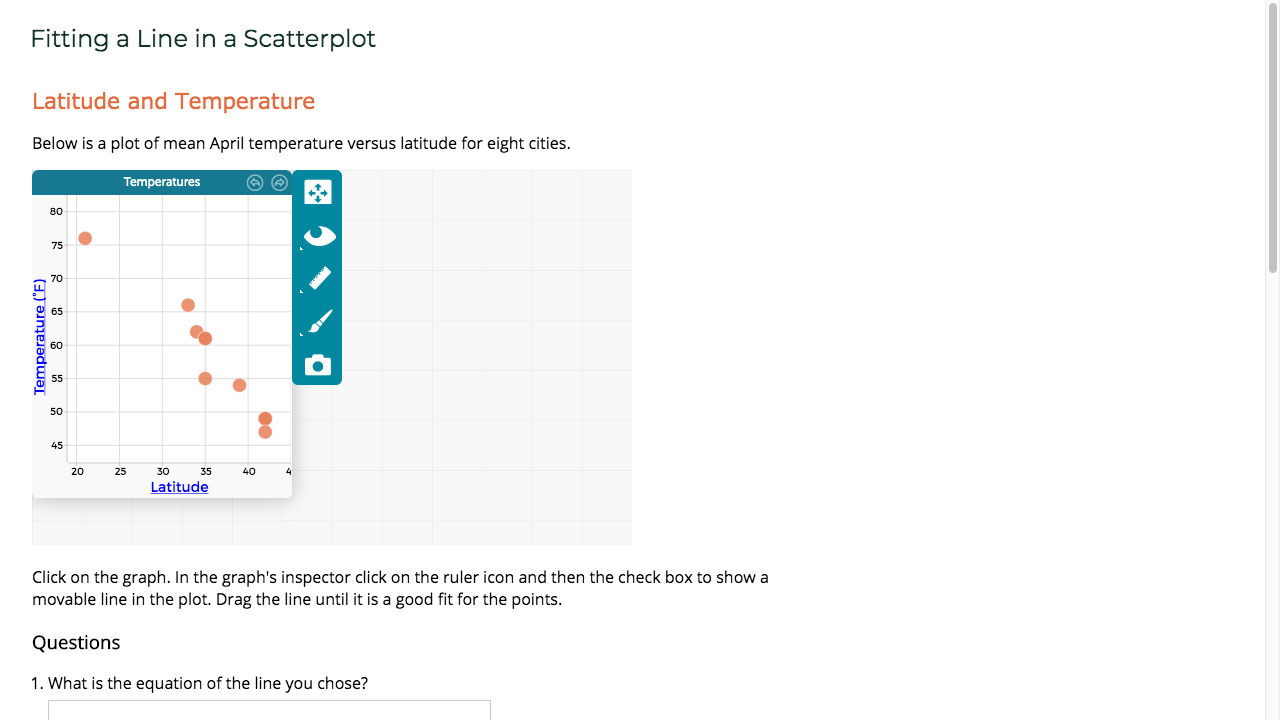 Fitting a Line in a Scatterplot
Latitude and Temperature
Below is a plot of mean April temperature versus latitude for eight cities.
Temperatures
80
75
70
65
60
55
50
45
Temperature (°F)
20 25 30 35 40 4
Latitude
Click on the graph. In the graph's inspector click on the ruler icon and then the check box to show a
movable line in the plot. Drag the line until it is a good fit for the points.
Questions
1. What is the equation of the line you chose?